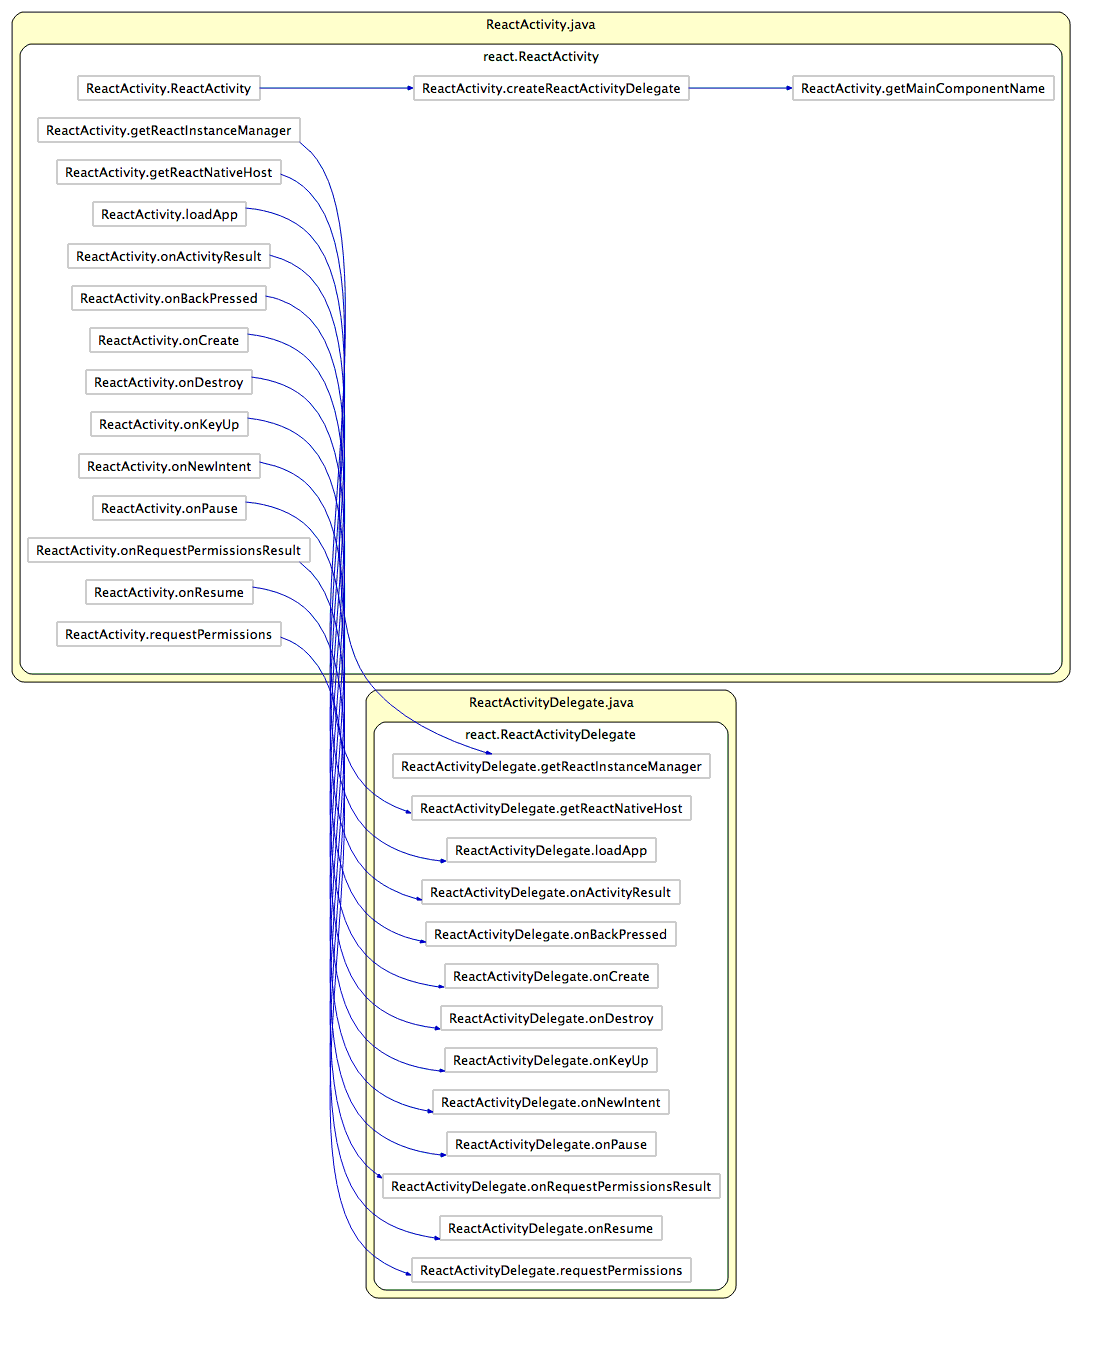 ReactActivity.java
react.ReactActivity
ReactActivity.ReactActivity
ReactActivity.createReactActivityDelegate
ReactActivity.getMainComponentName
ReactActivity.getReactInstanceManager
ReactActivity.getReactNativeHost
ReactActivity.loadApp
ReactActivity.onActivityResult
ReactActivity.onBackPressed
ReactActivity.onCreate
ReactActivity.onDestroy
ReactActivity.onKeyUp
ReactActivity.onNewIntent
ReactActivity.onPause
ReactActivity.onRequestPermissionsResult
ReactActivity.onResume
ReactActivity.requestPermissions
ReactActivityDelegate.java
react.ReactActivityDelegate
ReactActivityDelegate.getReactInstanceManager
ReactActivityDelegate.getReactNativeHost
ReactActivityDelegate.loadApp
ReactActivityDelegate.onActivityResult
ReactActivityDelegate.onBackPressed
ReactActivityDelegate.onCreate
ReactActivityDelegate.onDestroy
ReactActivityDelegate.onKeyUp
ReactActivityDelegate.onNewIntent
ReactActivityDelegate.onPause
ReactActivityDelegate.onRequestPermissionsResult
ReactActivityDelegate.onResume
ReactActivityDelegate.requestPermissions